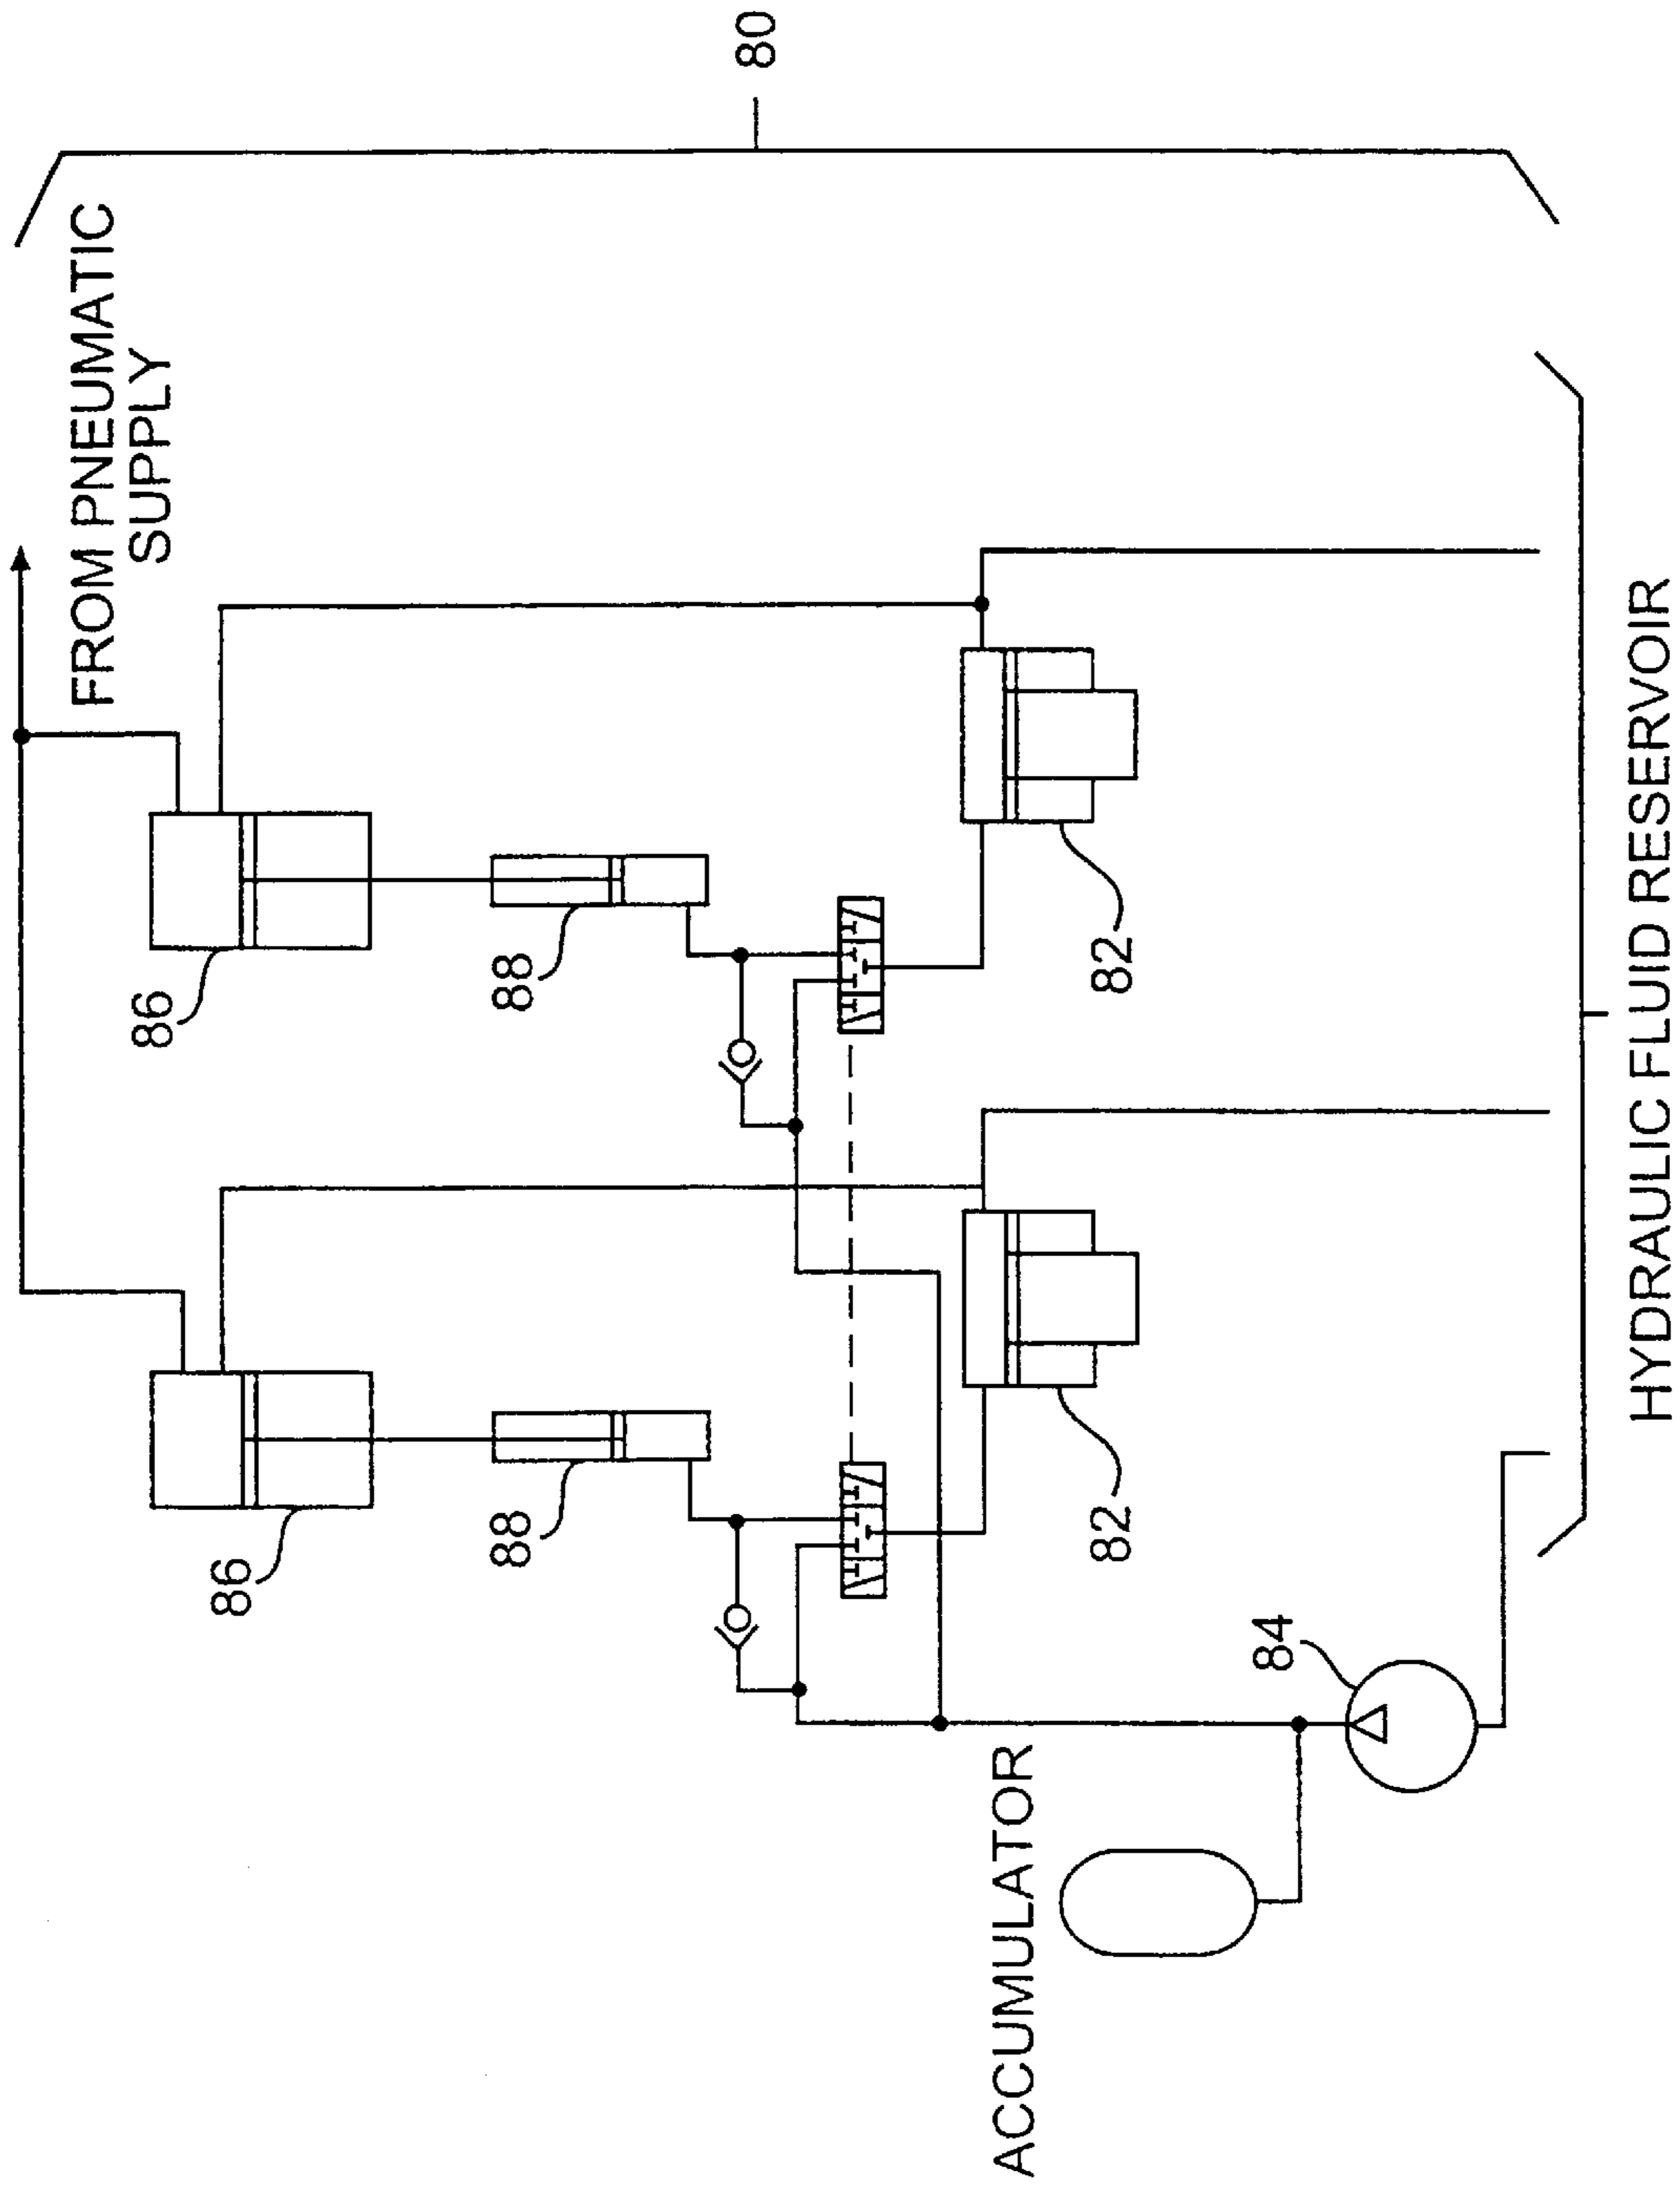 80
FROM PNEUMATIC
SUPPLY
86
86
88
88
82
82
84
ACCUMULATOR
HYDRAULIC FLUID RESERVOIR